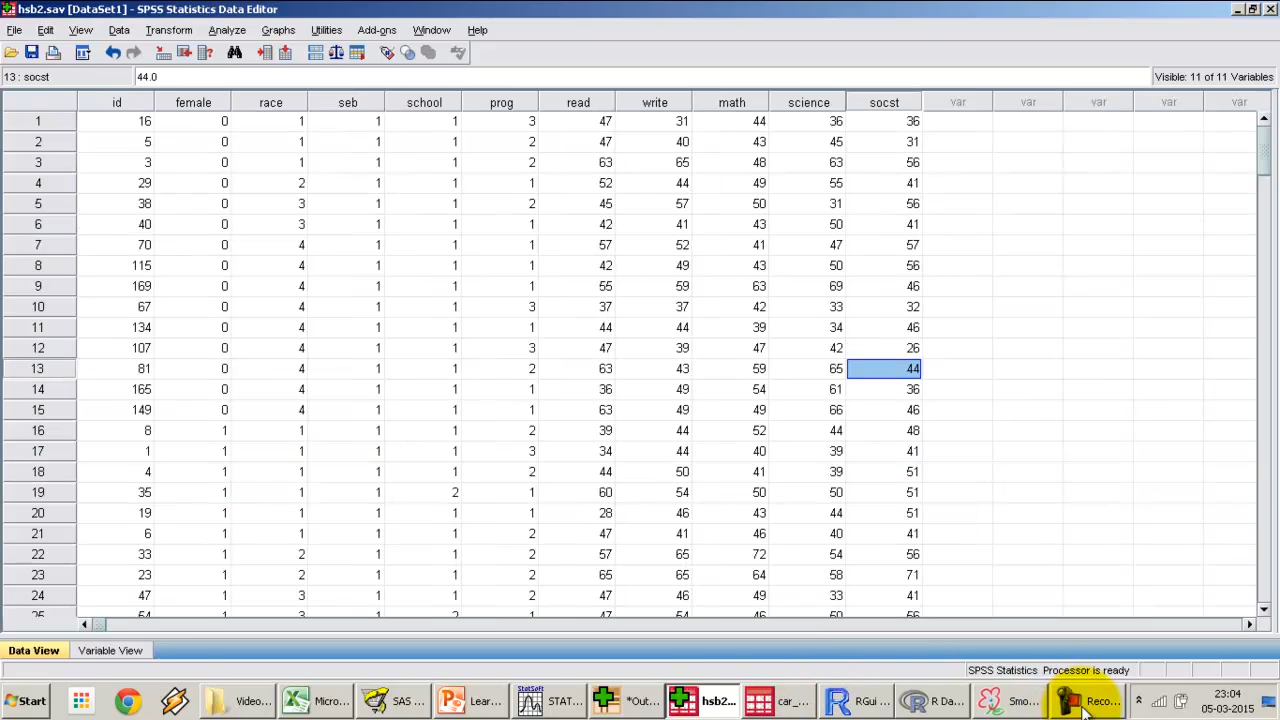 hsb2.sav [DataSet1] - SPSS Statistics Data Editor
File Edit View Data Transform Analyze Graphs Utilities Add-ons Window Help
13 : socst 44.0 Visible: 11 of 11 Variables
id female race seb school prog read write math science socst var var var var var
1 16 0 1 1 1 3 47 31 44 36 36
2 5 0 1 1 1 2 47 40 43 45 31
3 3 0 1 1 1 2 63 65 48 63 56
4 29 0 2 1 1 1 52 44 49 55 41
5 38 0 3 1 1 2 45 57 50 31 56
6 40 0 3 1 1 1 42 41 43 50 41
7 70 0 4 1 1 1 57 52 41 47 57
8 115 0 4 1 1 1 42 49 43 50 56
9 169 0 4 1 1 1 55 59 63 69 46
10 67 0 4 1 1 3 37 37 42 33 32
11 134 0 4 1 1 1 44 44 39 34 46
12 107 0 4 1 1 3 47 39 47 42 26
13 81 0 4 1 1 2 63 43 59 65 44
14 165 0 4 1 1 1 36 49 54 61 36
15 149 0 4 1 1 1 63 49 49 66 46
16 8 1 1 1 1 2 39 44 52 44 48
17 1 1 1 1 1 3 34 44 40 39 41
18 4 1 1 1 1 2 44 50 41 39 51
19 35 1 1 1 2 1 60 54 50 50 51
20 19 1 1 1 1 1 28 46 43 44 51
21 6 1 1 1 1 2 47 41 46 40 41
22 33 1 2 1 1 2 57 65 72 54 56
23 23 1 2 1 1 2 65 65 64 58 71
24 47 1 3 1 1 2 47 46 49 33 41
25 54 1 3 1 2 1 47 54 46 50 56
Data View Variable View
SPSS Statistics Processor is ready
Start Video... Micro... SAS ... Lear... STAT... *Out... hsb2... car_... RGui ... R Da... Smo... Reco... 23:04
05-03-2015